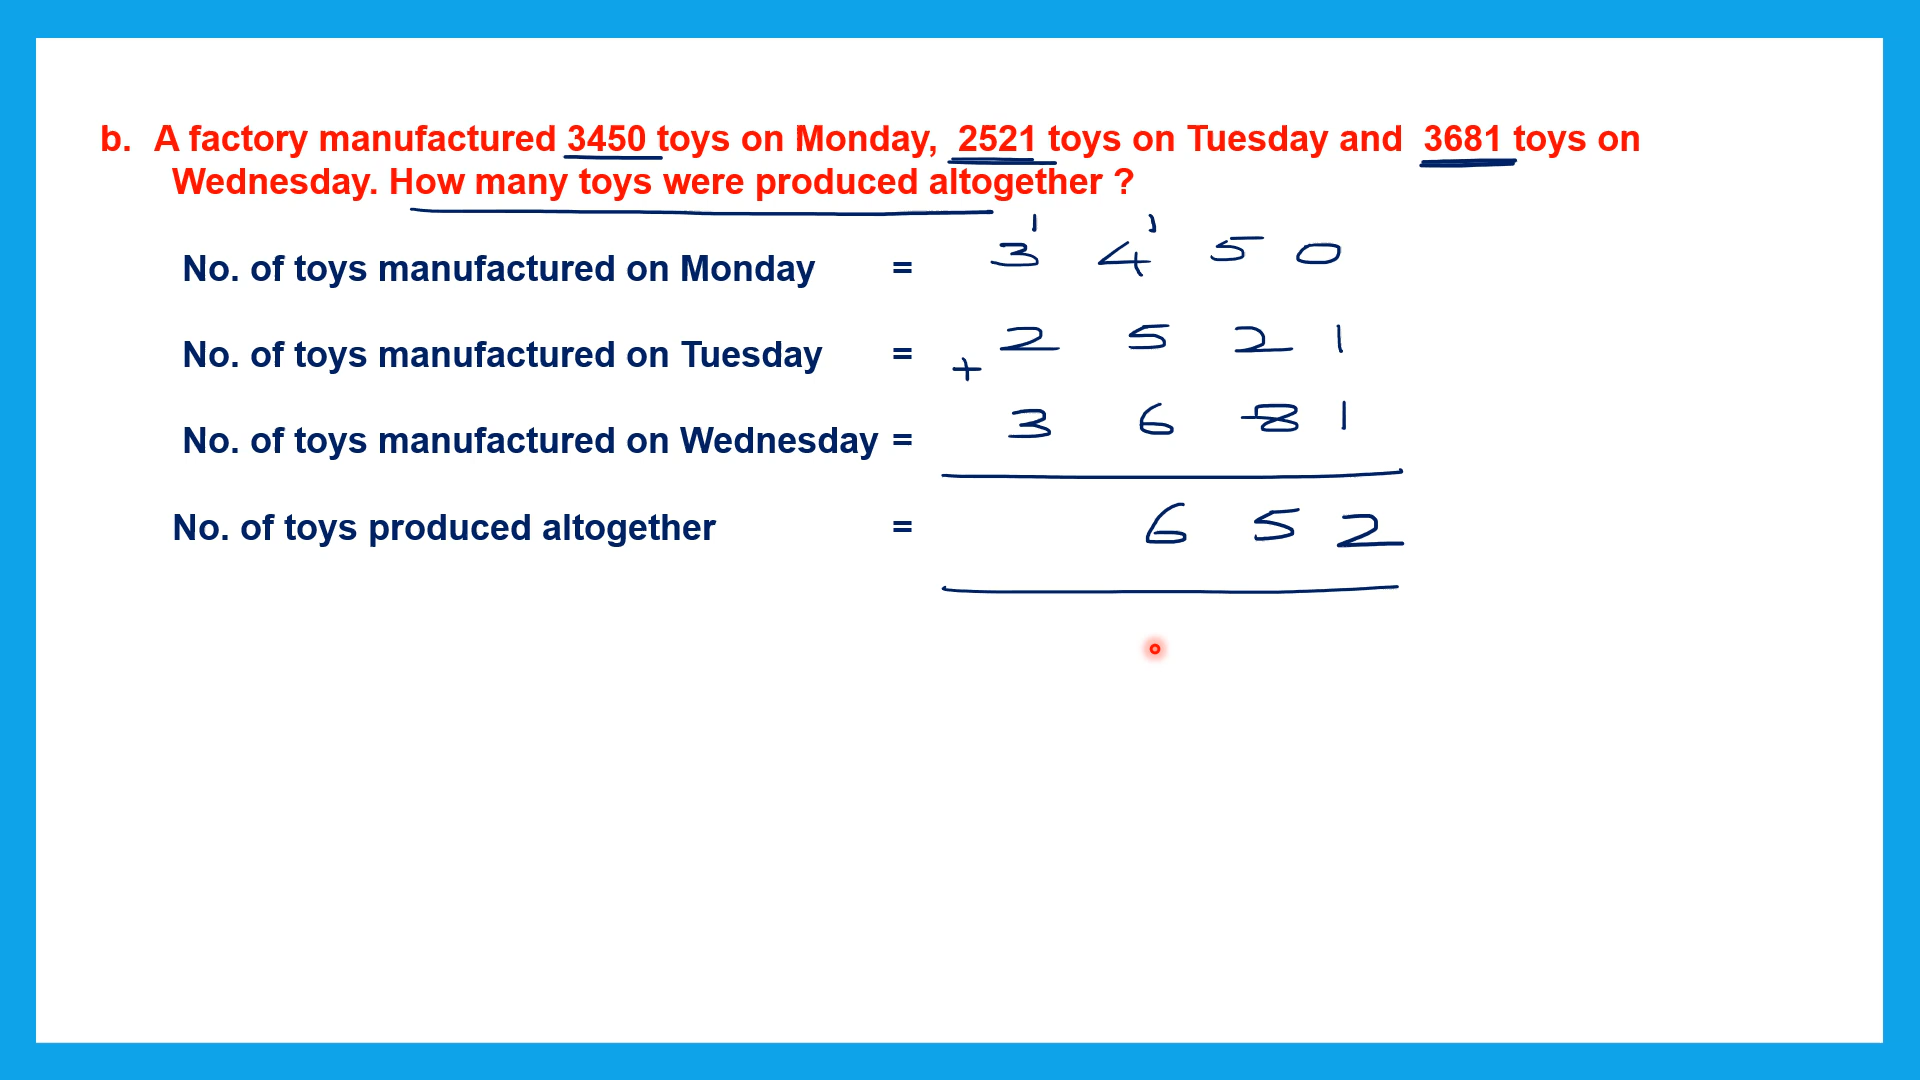 b. A factory manufactured 3450 toys on Monday, 2521 toys on Tuesday and 3681 toys on
Wednesday. How many toys were produced altogether ?
1 1
No. of toys manufactured on Monday = 3 4 5 0
No. of toys manufactured on Tuesday = 2 5 2 1
+
No. of toys manufactured on Wednesday = 3 6 8 1
No. of toys produced altogether = 6 5 2